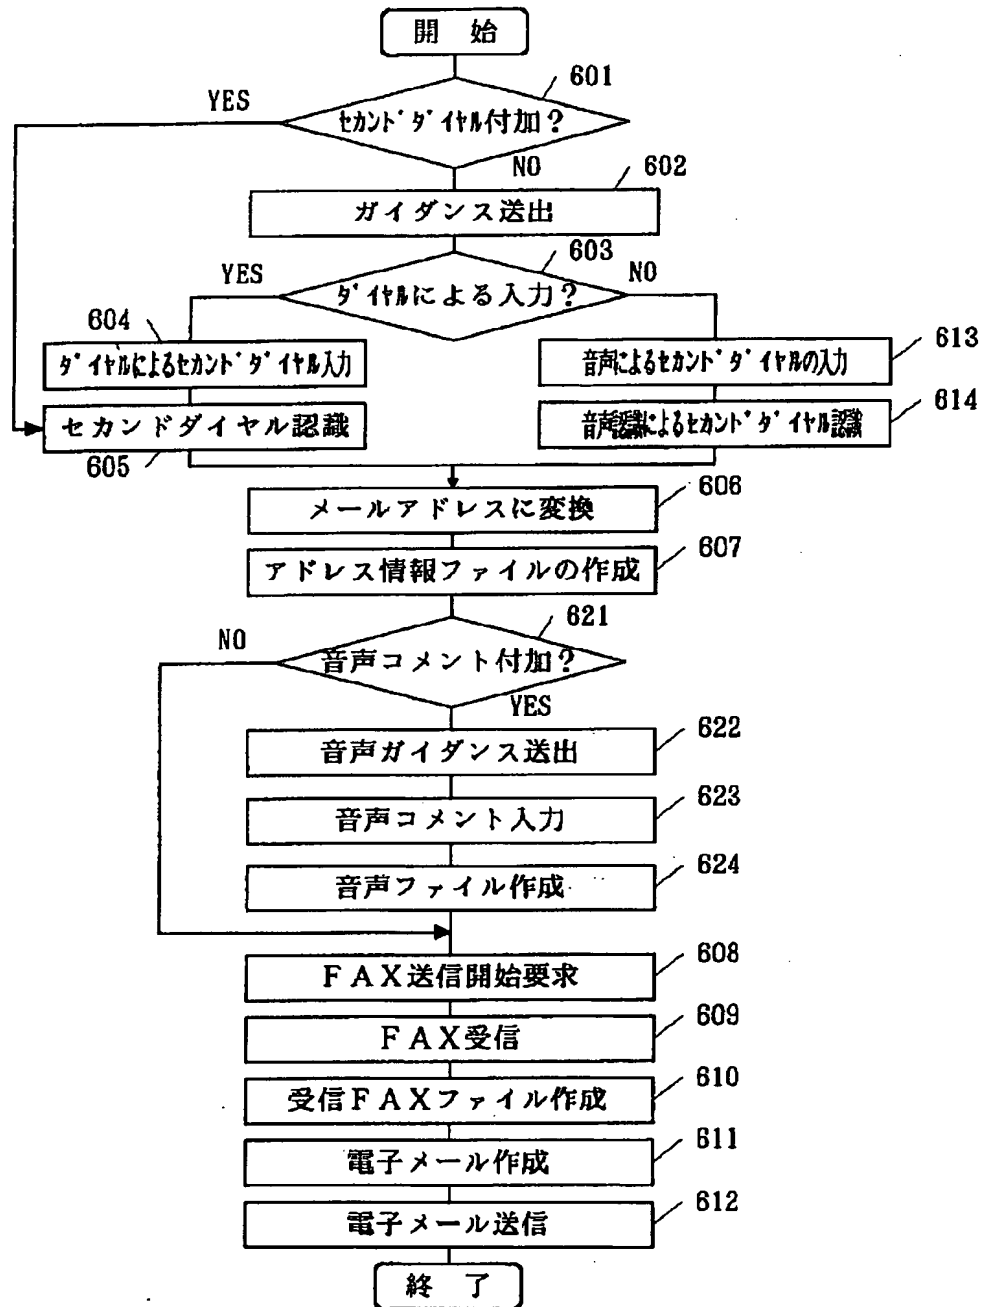 開 始
601
YES
セカンドダイヤル付加？
NO
602
ガイダンス送出
603
YES
NO
ダイヤルによる入力？
604
ダイヤルによるセカンドダイヤル入力
613
音声によるセカンドダイヤルの入力
セカンドダイヤル認識
605
614
音声認識によるセカンドダイヤル認識
606
メールアドレスに変換
607
アドレス情報ファイルの作成
621
NO
音声コメント付加？
YES
622
音声ガイダンス送出
623
音声コメント入力
624
音声ファイル作成
608
ＦＡＸ送信開始要求
609
ＦＡＸ受信
610
受信ＦＡＸファイル作成
611
電子メール作成
612
電子メール送信
終 了